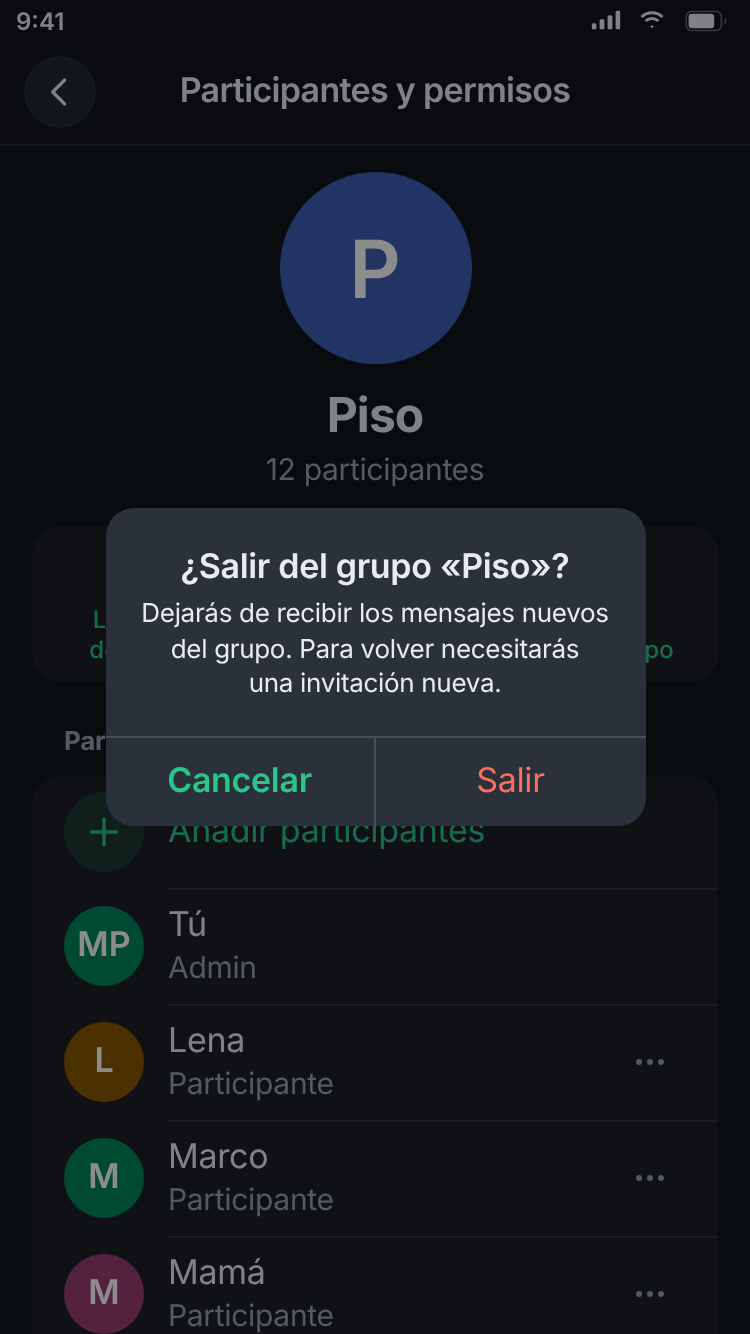 9:41
Participantes y permisos
P
Piso
12 participantes
¿Salir del grupo «Piso»?
Dejarás de recibir los mensajes nuevos
del grupo. Para volver necesitarás
una invitación nueva.
Cancelar
Salir
Añadir participantes
MP
Tú
Admin
L
Lena
Participante
M
Marco
Participante
M
Mamá
Participante